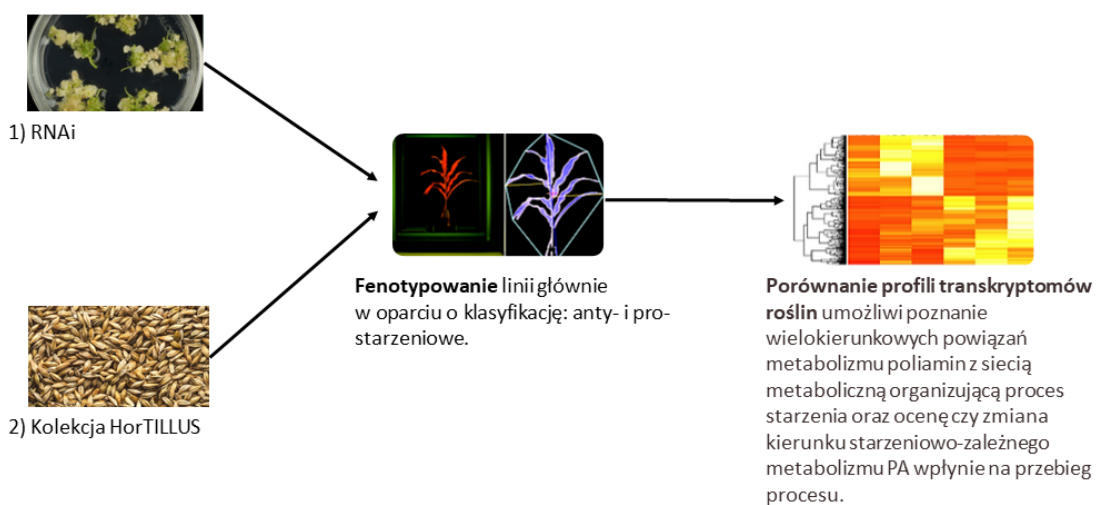 1) RNAi
2) Kolekcja HorTILLUS
Fenotypowanie linii głównie
w oparciu o klasyfikację: anty- i pro-
starzeniowe.
Porównanie profili transkryptomów
roślin umożliwi poznanie
wielokierunkowych powiązań
metabolizmu poliamin z siecią
metaboliczną organizującą proces
starzenia oraz ocenę czy zmiana
kierunku starzeniowo-zależnego
metabolizmu PA wpłynie na przebieg
procesu.